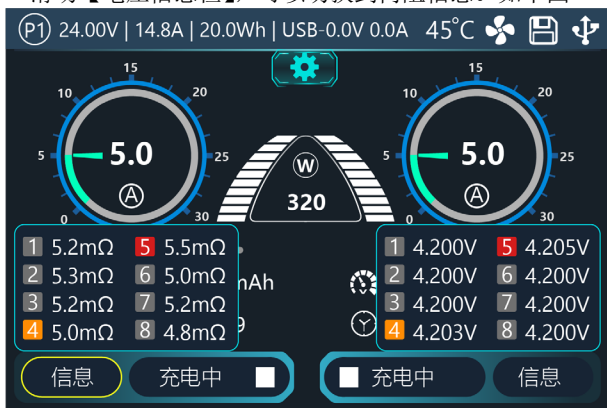 P1 24.00V | 14.8A | 20.0Wh | USB-0.0V 0.0A 45°C
15
10 20
5 5.0 25
A
0 30
W
320
15
10 20
5 5.0 25
A
0 30
1 5.2mΩ 5 5.5mΩ
2 5.3mΩ 6 5.0mΩ
3 5.2mΩ 7 5.2mΩ
4 5.0mΩ 8 4.8mΩ
mAh
1 4.200V 5 4.205V
2 4.200V 6 4.200V
3 4.200V 7 4.200V
4 4.203V 8 4.200V
信息 充电中
充电中 信息